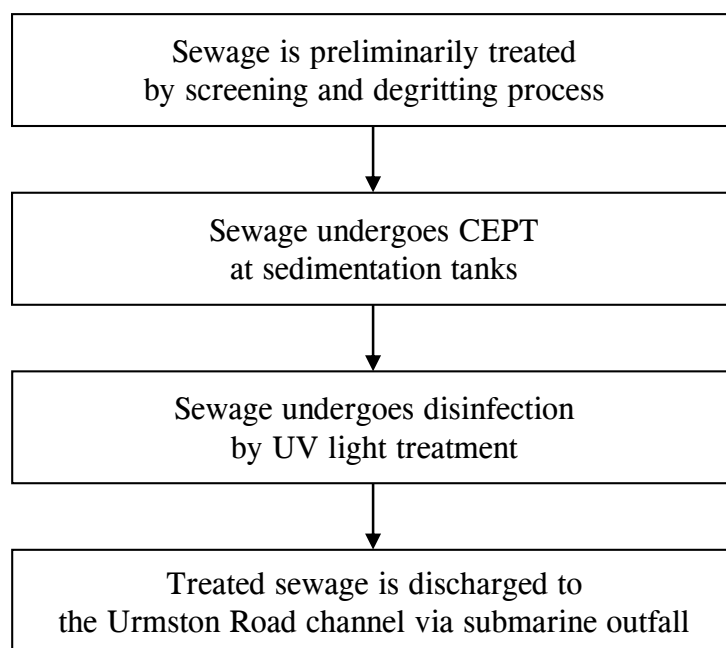 Sewage is preliminarily treated
by screening and degritting process
Sewage undergoes CEPT
at sedimentation tanks
Sewage undergoes disinfection
by UV light treatment
Treated sewage is discharged to
the Urmston Road channel via submarine outfall